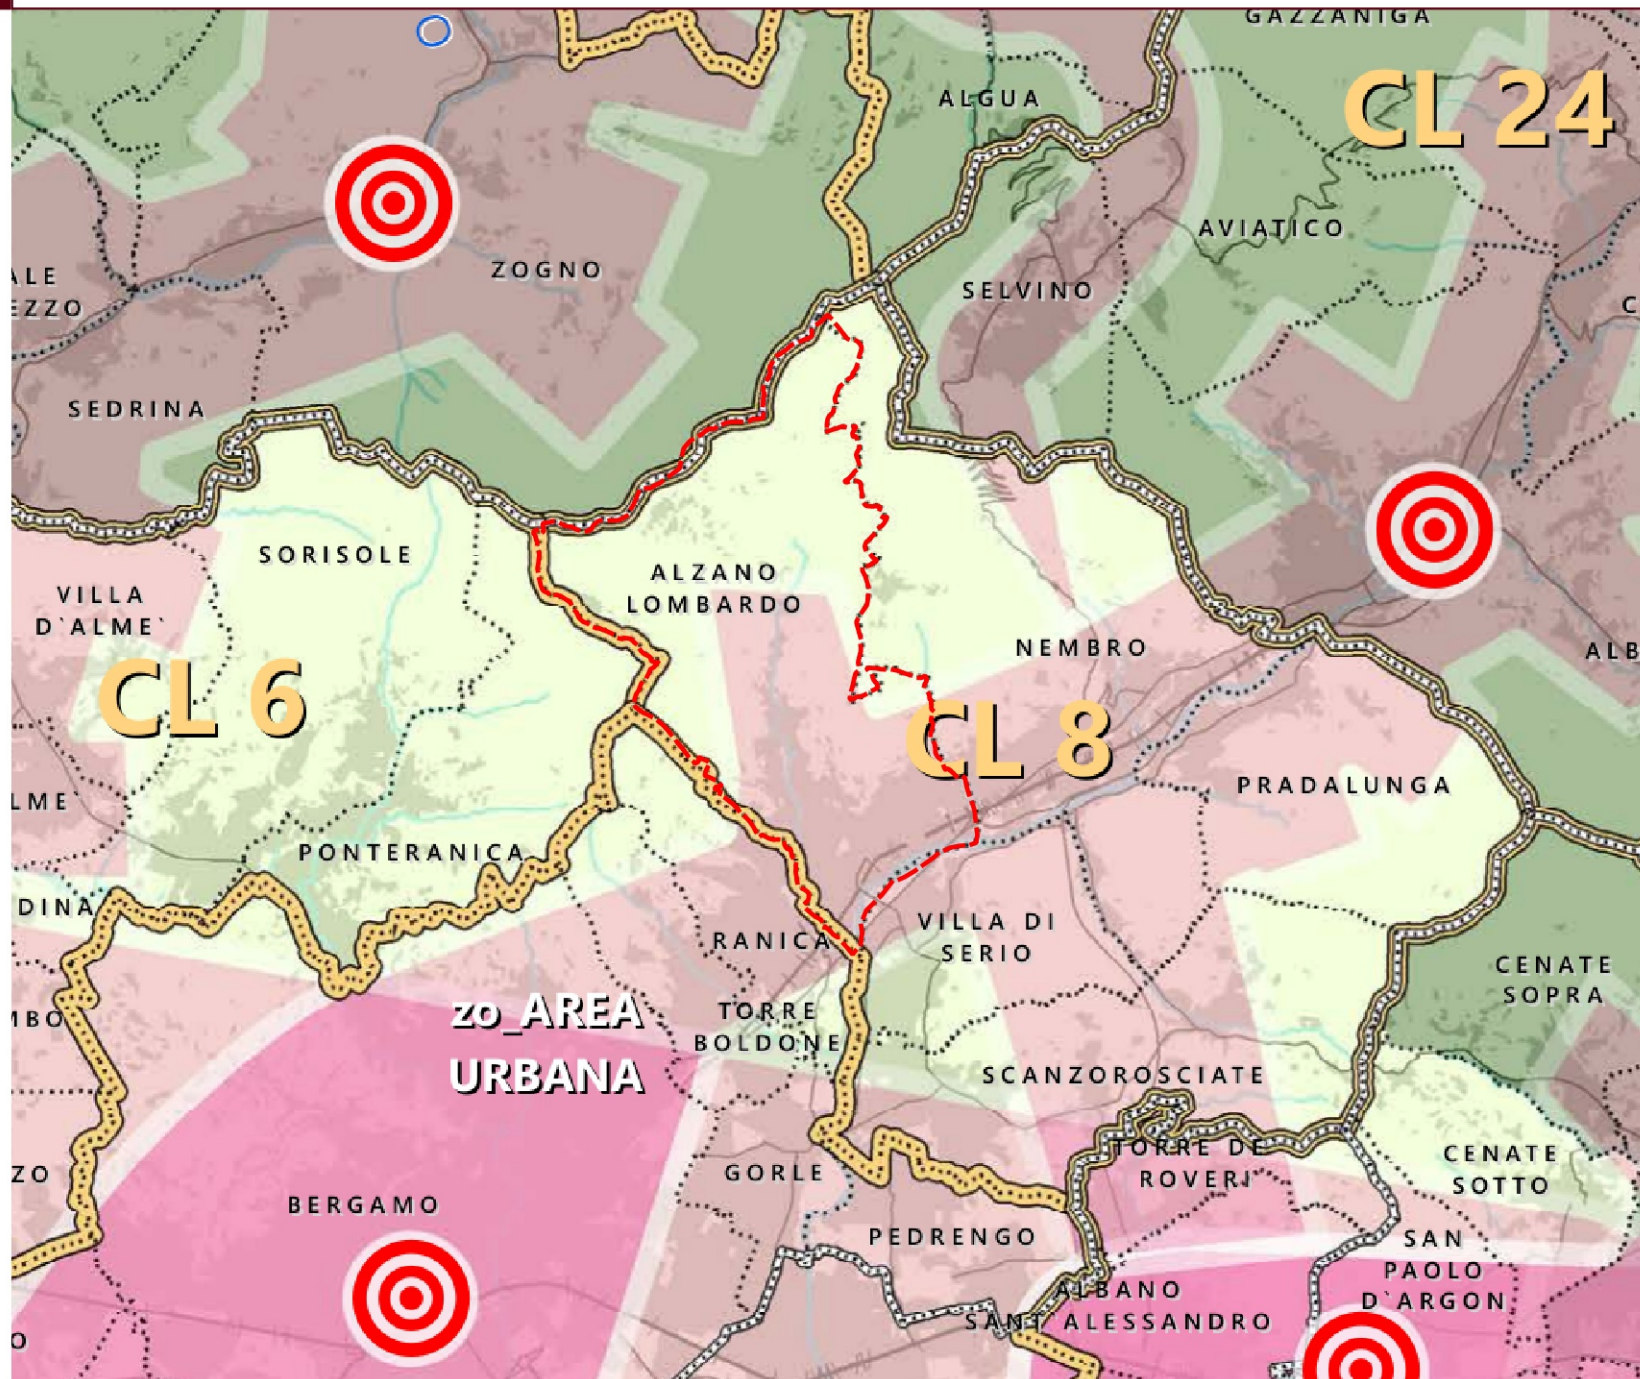 GAZZANIGA
CL 24
ALGUA
AVIATICO
ZOGNO
SELVINO
SEDRINA
SORISOLE
ALZANO
LOMBARDO
VILLA
D`ALME`
NEMBRO
CL 6
CL 8
PRADALUNGA
PONTERANICA
VILLA DI
SERIO
RANICA
CENATE
SOPRA
zo_AREA
URBANA
TORRE
BOLDONE
SCANZOROSCIATE
TORRE DE
ROVERI`
CENATE
SOTTO
GORLE
BERGAMO
PEDRENGO
SAN
PAOLO
D`ARGON
ALBANO
SANT`ALESSANDRO